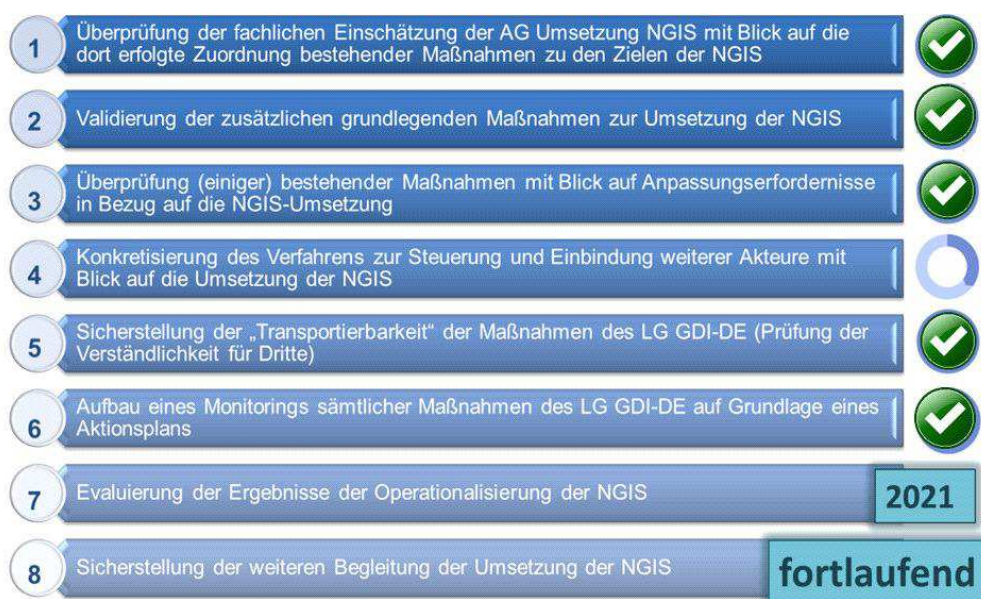 1
Überprüfung der fachlichen Einschätzung der AG Umsetzung NGIS mit Blick auf die
dort erfolgte Zuordnung bestehender Maßnahmen zu den Zielen der NGIS
2
Validierung der zusätzlichen grundlegenden Maßnahmen zur Umsetzung der NGIS
3
Überprüfung (einiger) bestehender Maßnahmen mit Blick auf Anpassungserfordernisse
in Bezug auf die NGIS-Umsetzung
4
Konkretisierung des Verfahrens zur Steuerung und Einbindung weiterer Akteure mit
Blick auf die Umsetzung der NGIS
5
Sicherstellung der „Transportierbarkeit“ der Maßnahmen des LG GDI-DE (Prüfung der
Verständlichkeit für Dritte)
6
Aufbau eines Monitorings sämtlicher Maßnahmen des LG GDI-DE auf Grundlage eines
Aktionsplans
7
Evaluierung der Ergebnisse der Operationalisierung der NGIS
2021
8
Sicherstellung der weiteren Begleitung der Umsetzung der NGIS
fortlaufend